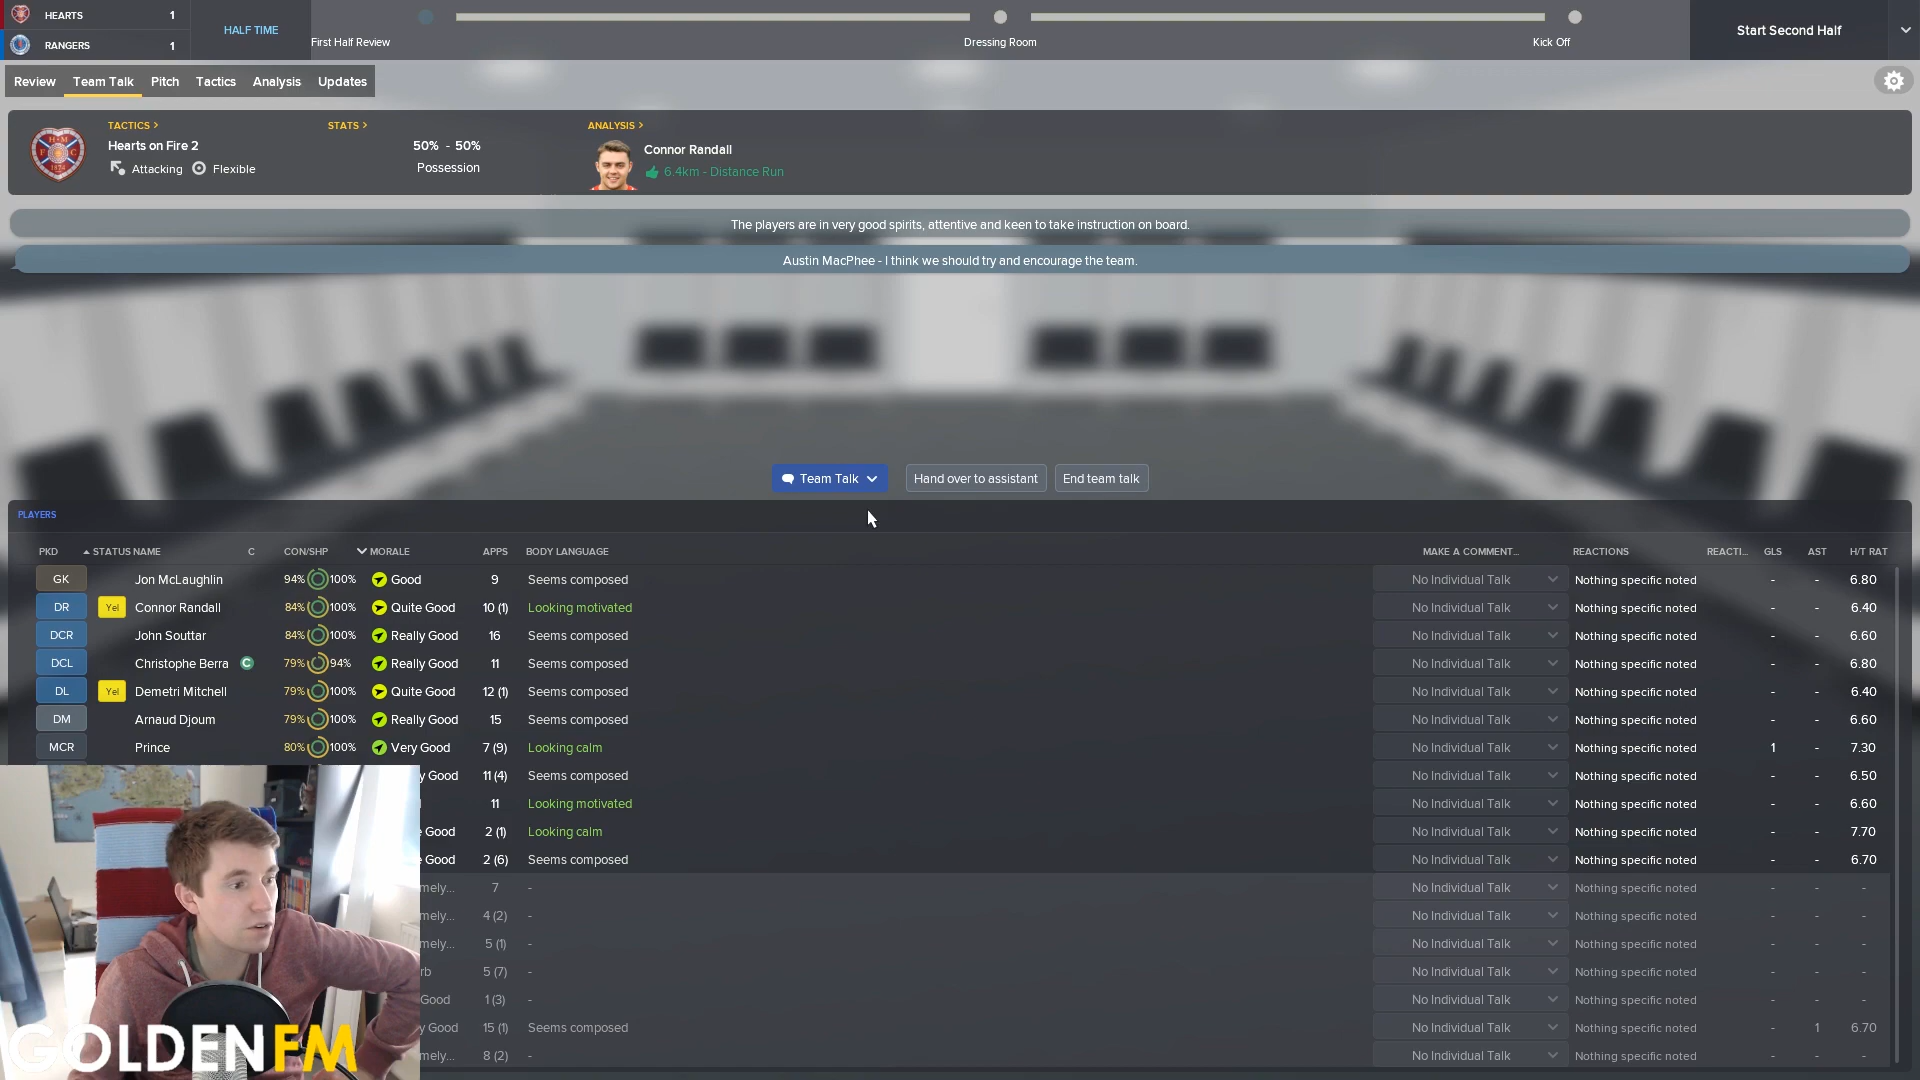 HEARTS 1
RANGERS 1
HALF TIME
First Half Review
Dressing Room
Kick Off
Start Second Half
Review Team Talk Pitch Tactics Analysis Updates
TACTICS >
Hearts on Fire 2
Attacking Flexible
STATS >
50% - 50%
Possession
ANALYSIS >
Connor Randall
6.4km - Distance Run
The players are in very good spirits, attentive and keen to take instruction on board.
Austin MacPhee - I think we should try and encourage the team.
Team Talk
Hand over to assistant
End team talk
PLAYERS
PKD STATUS NAME C CON/SHP MORALE APPS BODY LANGUAGE MAKE A COMMENT... REACTIONS REACTI... GLS AST H/T RAT
GK Jon McLaughlin 94% 100% Good 9 Seems composed No Individual Talk Nothing specific noted - - 6.80
DR Yel Connor Randall 84% 100% Quite Good 10 (1) Looking motivated No Individual Talk Nothing specific noted - - 6.40
DCR John Souttar 84% 100% Really Good 16 Seems composed No Individual Talk Nothing specific noted - - 6.60
DCL Christophe Berra C 79% 94% Really Good 11 Seems composed No Individual Talk Nothing specific noted - - 6.80
DL Yel Demetri Mitchell 79% 100% Quite Good 12 (1) Seems composed No Individual Talk Nothing specific noted - - 6.40
DM Arnaud Djoum 79% 100% Really Good 15 Seems composed No Individual Talk Nothing specific noted - - 6.60
MCR Prince 80% 100% Very Good 7 (9) Looking calm No Individual Talk Nothing specific noted 1 - 7.30
y Good 11 (4) Seems composed No Individual Talk Nothing specific noted - - 6.50
11 Looking motivated No Individual Talk Nothing specific noted - - 6.60
Good 2 (1) Looking calm No Individual Talk Nothing specific noted - - 7.70
Good 2 (6) Seems composed No Individual Talk Nothing specific noted - - 6.70
mely... 7 - No Individual Talk Nothing specific noted - - -
mely... 4 (2) - No Individual Talk Nothing specific noted - - -
mely... 5 (1) - No Individual Talk Nothing specific noted - - -
rb 5 (7) - No Individual Talk Nothing specific noted - - -
Good 1 (3) - No Individual Talk Nothing specific noted - - -
y Good 15 (1) Seems composed No Individual Talk Nothing specific noted - 1 6.70
mely... 8 (2) - No Individual Talk Nothing specific noted - - -
GOLDENFM